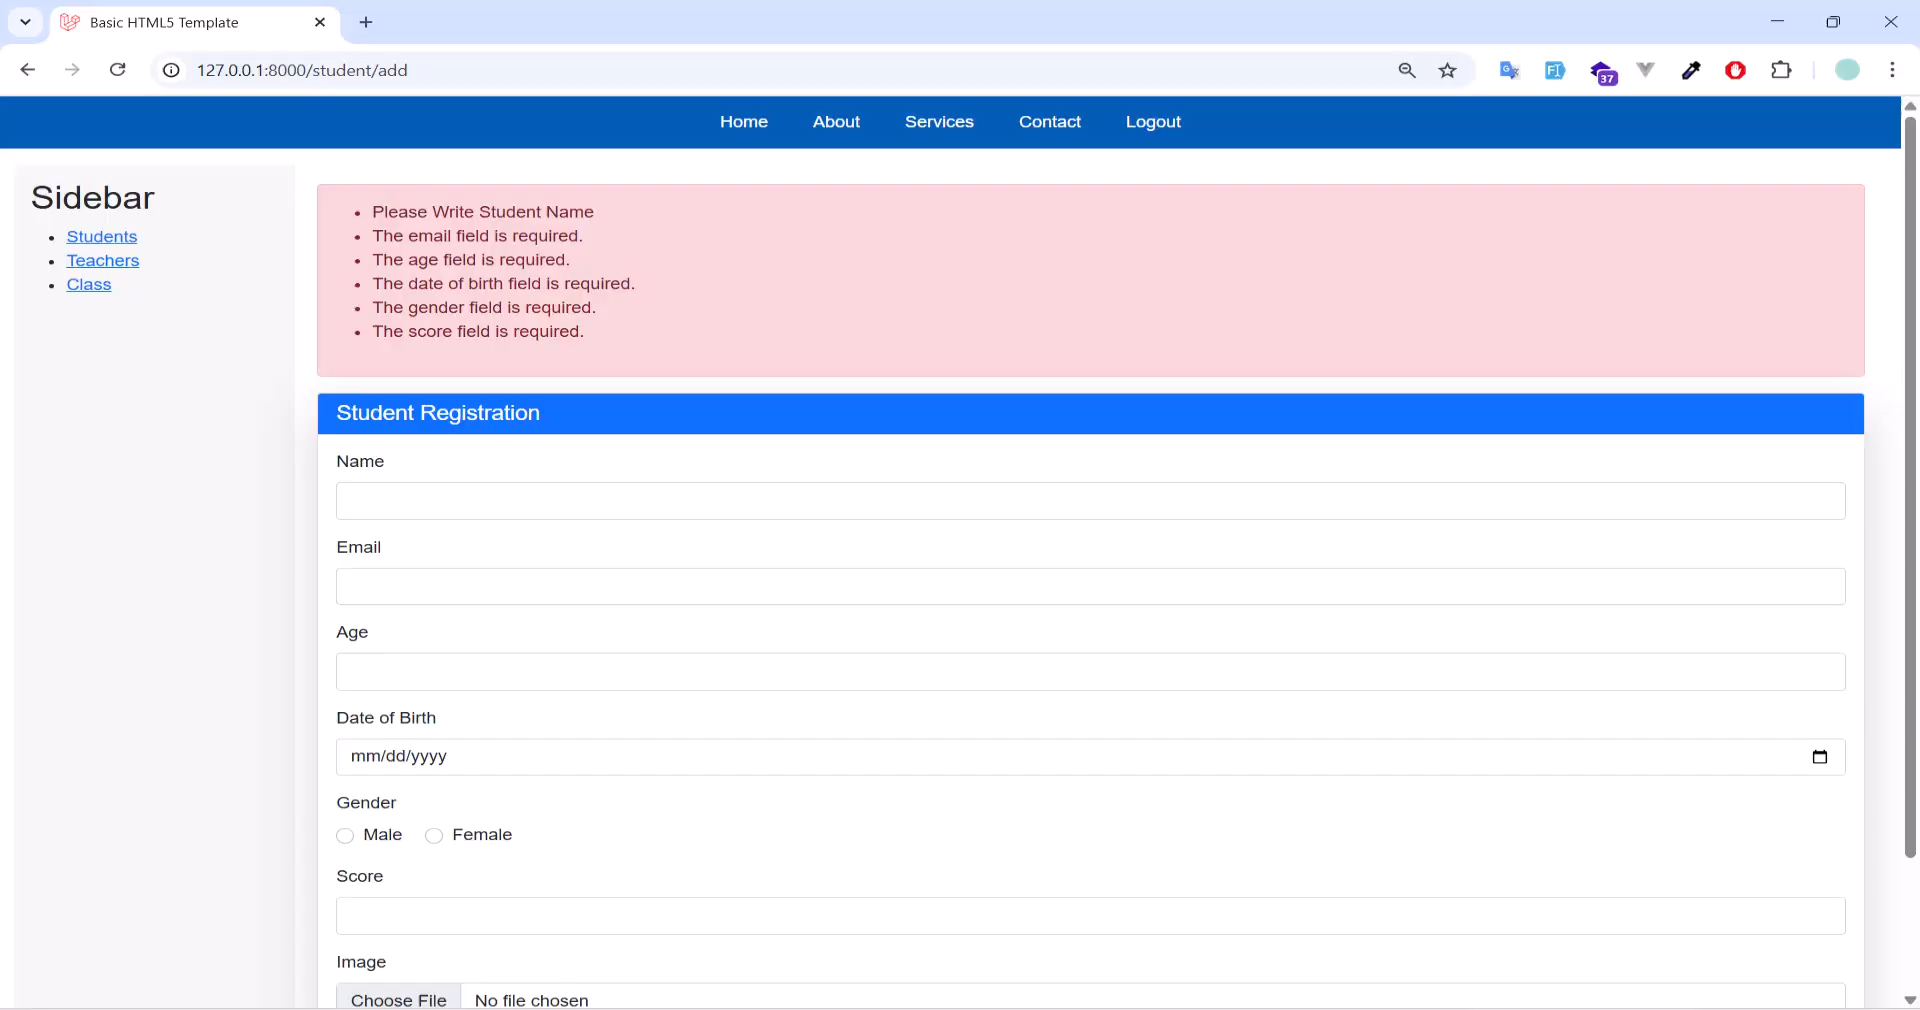 Basic HTML5 Template
127.0.0.1:8000/student/add
37
Home About Services Contact Logout
Sidebar
Students
Teachers
Class
Please Write Student Name
The email field is required.
The age field is required.
The date of birth field is required.
The gender field is required.
The score field is required.
Student Registration
Name
Email
Age
Date of Birth
mm/dd/yyyy
Gender
Male Female
Score
Image
Choose File No file chosen